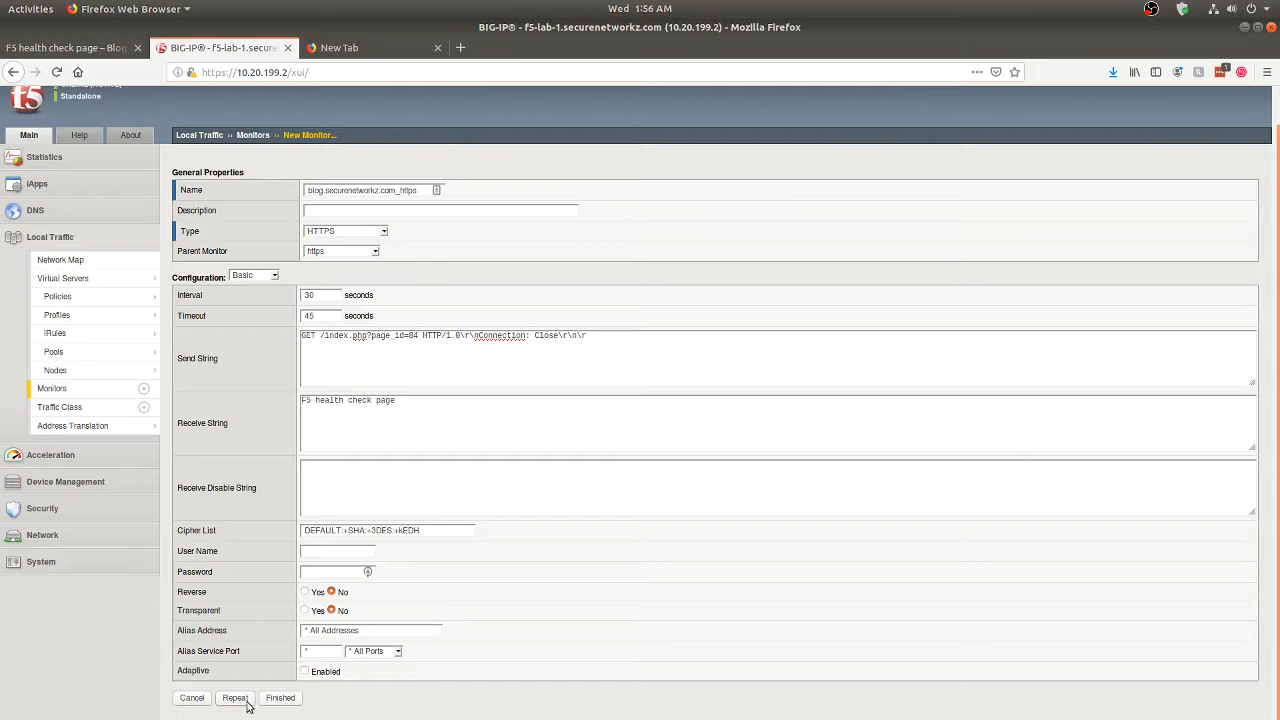 Activities Firefox Web Browser Wed 1:56 AM
BIG-IP® - f5-lab-1.securenetworkz.com (10.20.199.2) - Mozilla Firefox
F5 health check page – Blog BIG-IP® - f5-lab-1.secure New Tab
https://10.20.199.2/xui/
1
f5
Standalone
Main Help About
Local Traffic ›› Monitors ›› New Monitor...
Statistics
iApps
DNS
Local Traffic
Network Map
Virtual Servers
Policies
Profiles
iRules
Pools
Nodes
Monitors
Traffic Class
Address Translation
Acceleration
Device Management
Security
Network
System
General Properties
Name blog.securenetworkz.com_https
Description
Type HTTPS
Parent Monitor https
Configuration: Basic
Interval 30 seconds
Timeout 45 seconds
Send String GET /index.php?page_id=84 HTTP/1.0\r\nConnection: Close\r\n\r
Receive String F5 health check page
Receive Disable String
Cipher List DEFAULT:+SHA:+3DES:+kEDH
User Name
Password
Reverse Yes No
Transparent Yes No
Alias Address * All Addresses
Alias Service Port * * All Ports
Adaptive Enabled
Cancel Repeat Finished